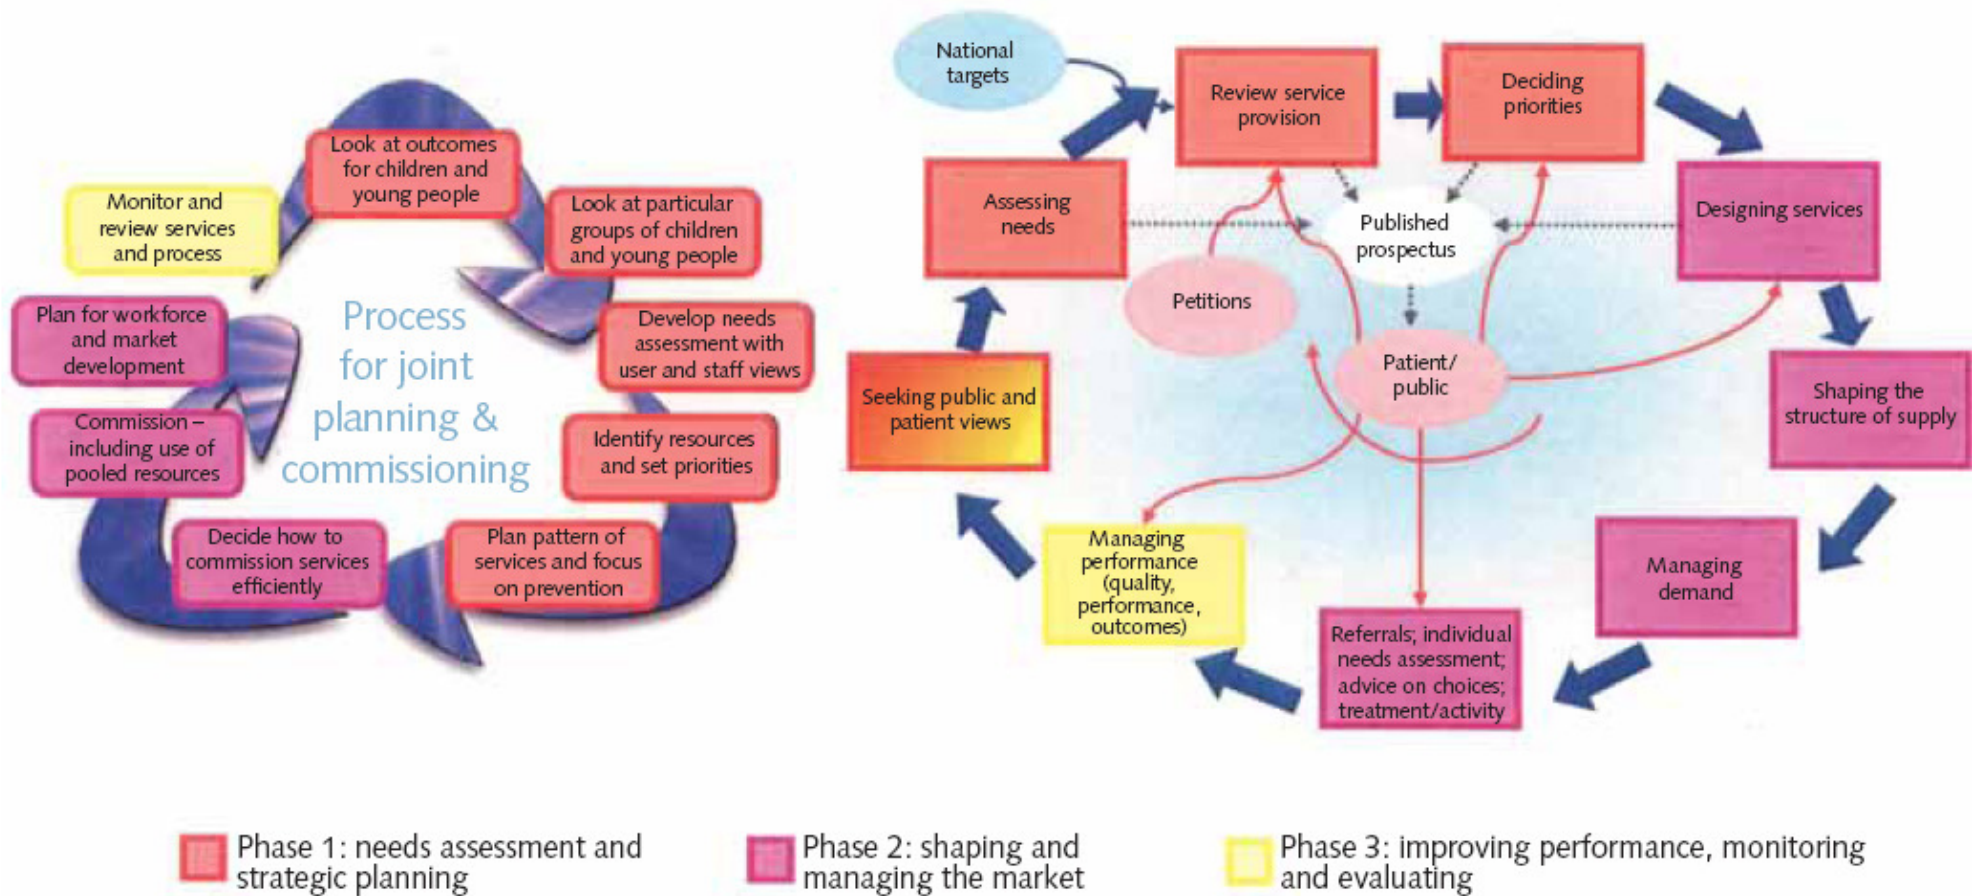 Look at outcomes
for children and
young people
Look at particular
groups of children
and young people
Develop needs
assessment with
user and staff views
Identify resources
and set priorities
Plan pattern of
services and focus
on prevention
Decide how to
commission services
efficiently
Commission –
including use of
pooled resources
Plan for workforce
and market
development
Monitor and
review services
and process
Process
for joint
planning &
commissioning
National
targets
Review service
provision
Deciding
priorities
Designing services
Shaping the
structure of supply
Managing
demand
Referrals; individual
needs assessment;
advice on choices;
treatment/activity
Managing
performance
(quality,
performance,
outcomes)
Seeking public and
patient views
Assessing
needs
Published
prospectus
Petitions
Patient/
public
Phase 1: needs assessment and
strategic planning
Phase 2: shaping and
managing the market
Phase 3: improving performance, monitoring
and evaluating